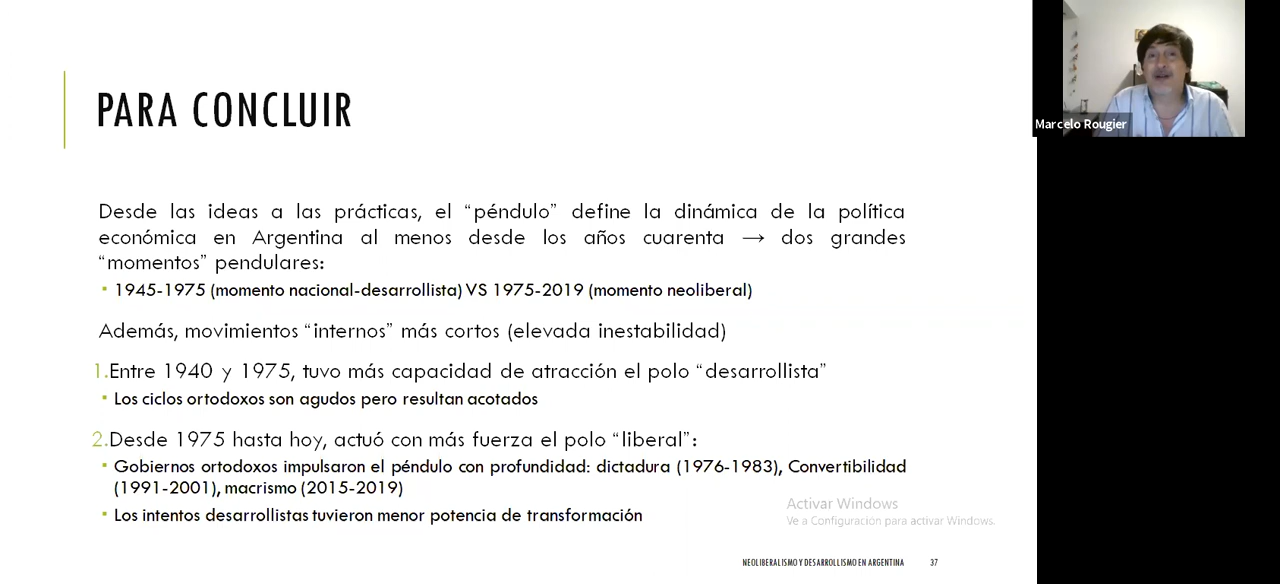 PARA CONCLUIR
Marcelo Rougier
Desde las ideas a las prácticas, el “péndulo” define la dinámica de la política
económica en Argentina al menos desde los años cuarenta → dos grandes
“momentos” pendulares:
▪ 1945-1975 (momento nacional-desarrollista) VS 1975-2019 (momento neoliberal)
Además, movimientos “internos” más cortos (elevada inestabilidad)
1.Entre 1940 y 1975, tuvo más capacidad de atracción el polo “desarrollista”
▪ Los ciclos ortodoxos son agudos pero resultan acotados
2.Desde 1975 hasta hoy, actuó con más fuerza el polo “liberal”:
▪ Gobiernos ortodoxos impulsaron el péndulo con profundidad: dictadura (1976-1983), Convertibilidad
(1991-2001), macrismo (2015-2019)
▪ Los intentos desarrollistas tuvieron menor potencia de transformación
Activar Windows
Ve a Configuración para activar Windows.
NEOLIBERALISMO Y DESARROLLISMO EN ARGENTINA 37